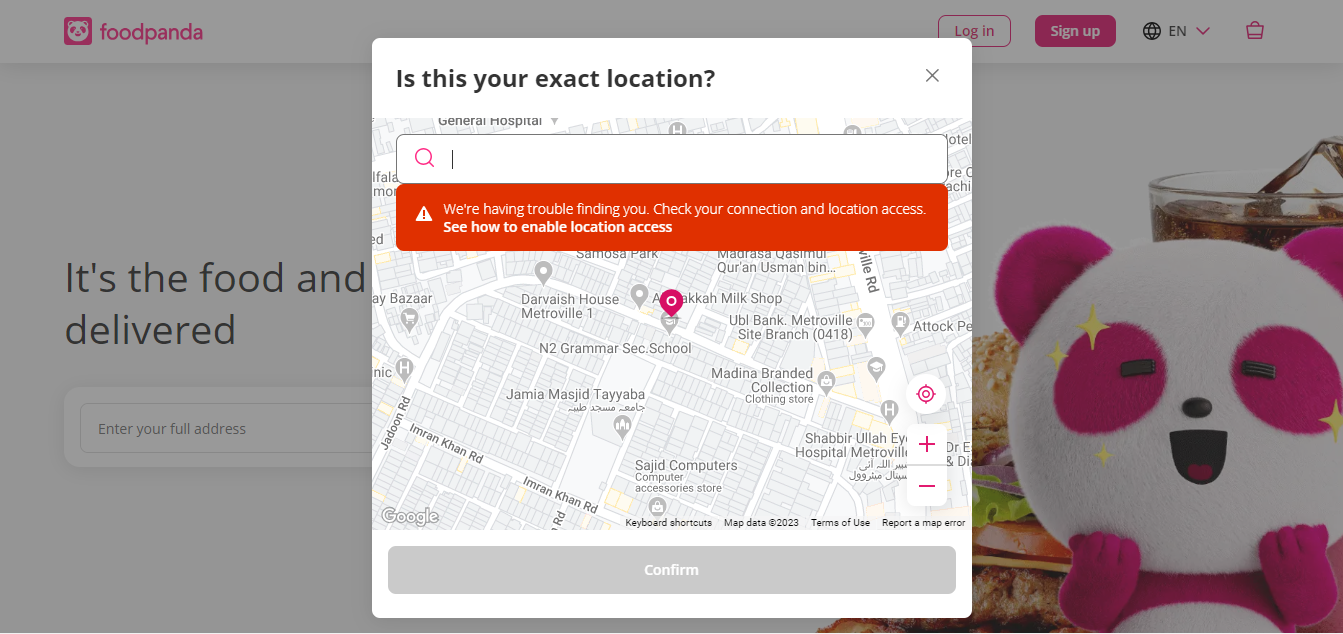 foodpanda
Log in
Sign up
EN
Is this your exact location?
General Hospital
We're having trouble finding you. Check your connection and location access.
See how to enable location access
Samosa Park
Madrasa Qasimul
Qur'an Usman bin...
ville Rd
It's the food and
delivered
ay Bazaar
Darvaish House
Metroville 1
Makkah Milk Shop
Ubl Bank. Metroville
Site Branch (0418)
Attock Pe
N2 Grammar Sec.School
nic
Madina Branded
Collection
Clothing store
Jamia Masjid Tayyaba
جامعہ مسجد طیبہ
Jadoon Rd
Enter your full address
Imran Khan Rd
Shabbir Ullah Eye
Hospital Metroville
Dr E
& Dia
Sajid Computers
Computer
accessories store
Imran Khan Rd
Rd
Google
Keyboard shortcuts
Map data ©2023
Terms of Use
Report a map error
Confirm